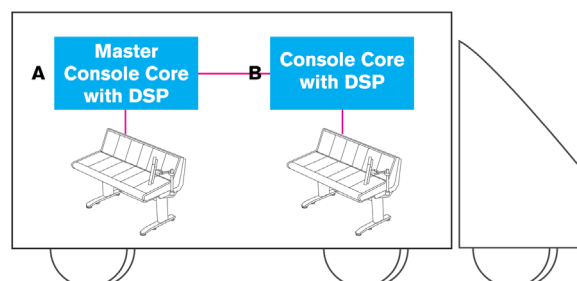 A
Master
Console Core
with DSP
B
Console Core
with DSP